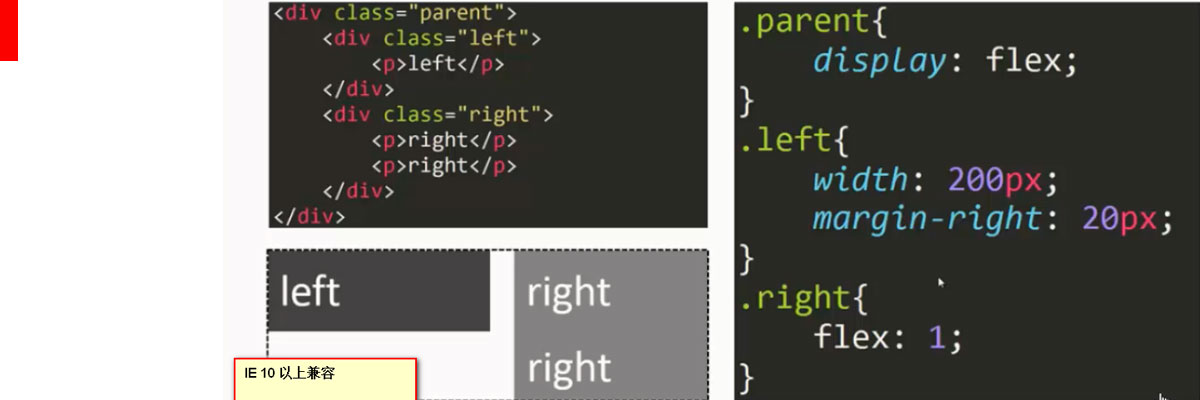 <div class="parent">
    <div class="left">
        <p>left</p>
    </div>
    <div class="right">
        <p>right</p>
        <p>right</p>
    </div>
</div>
left
right
right
IE 10 以上兼容
.parent{
    display: flex;
}
.left{
    width: 200px;
    margin-right: 20px;
}
.right{
    flex: 1;
}